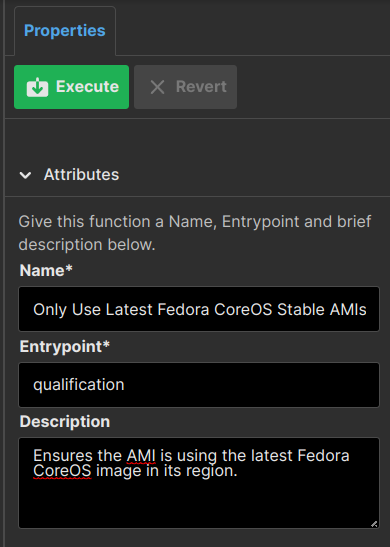 Properties
Execute
Revert
Attributes
Give this function a Name, Entrypoint and brief
description below.
Name*
Only Use Latest Fedora CoreOS Stable AMIs
Entrypoint*
qualification
Description
Ensures the AMI is using the latest Fedora
CoreOS image in its region.